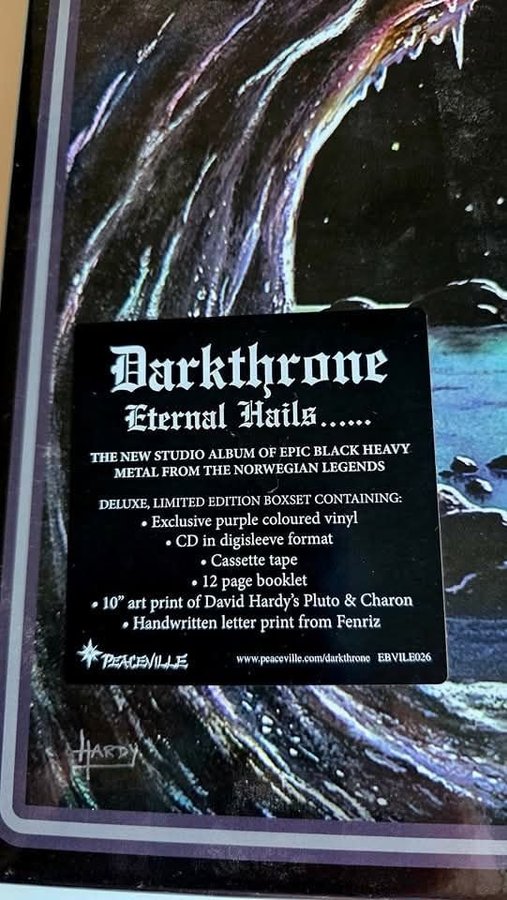 Darkthrone
Eternal Hails......
THE NEW STUDIO ALBUM OF EPIC BLACK HEAVY
METAL FROM THE NORWEGIAN LEGENDS
DELUXE, LIMITED EDITION BOXSET CONTAINING:
• Exclusive purple coloured vinyl
• CD in digisleeve format
• Cassette tape
• 12 page booklet
• 10” art print of David Hardy’s Pluto & Charon
• Handwritten letter print from Fenriz
PEACEVILLE www.peaceville.com/darkthrone EBVILE026
HARDY